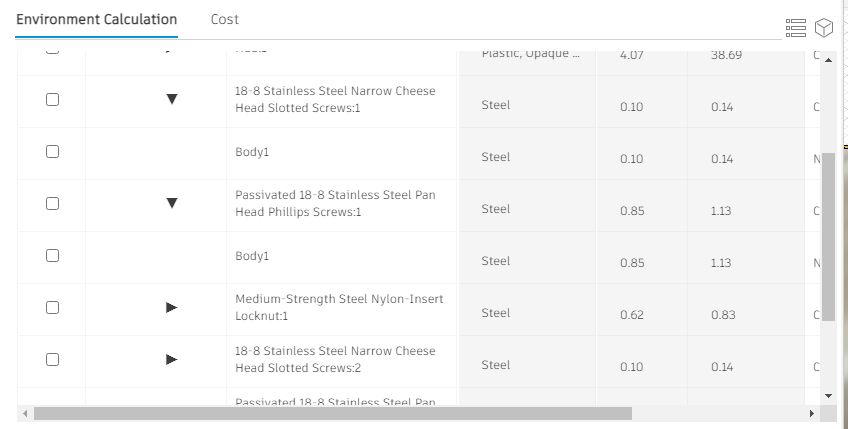 Environment Calculation Cost
Plastic, Opaque ... 4.07 38.69
18-8 Stainless Steel Narrow Cheese
Head Slotted Screws:1 Steel 0.10 0.14 C
Body1 Steel 0.10 0.14 N
Passivated 18-8 Stainless Steel Pan
Head Phillips Screws:1 Steel 0.85 1.13 C
Body1 Steel 0.85 1.13 N
Medium-Strength Steel Nylon-Insert
Locknut:1 Steel 0.62 0.83 C
18-8 Stainless Steel Narrow Cheese
Head Slotted Screws:2 Steel 0.10 0.14 C
Passivated 18-8 Stainless Steel Pan